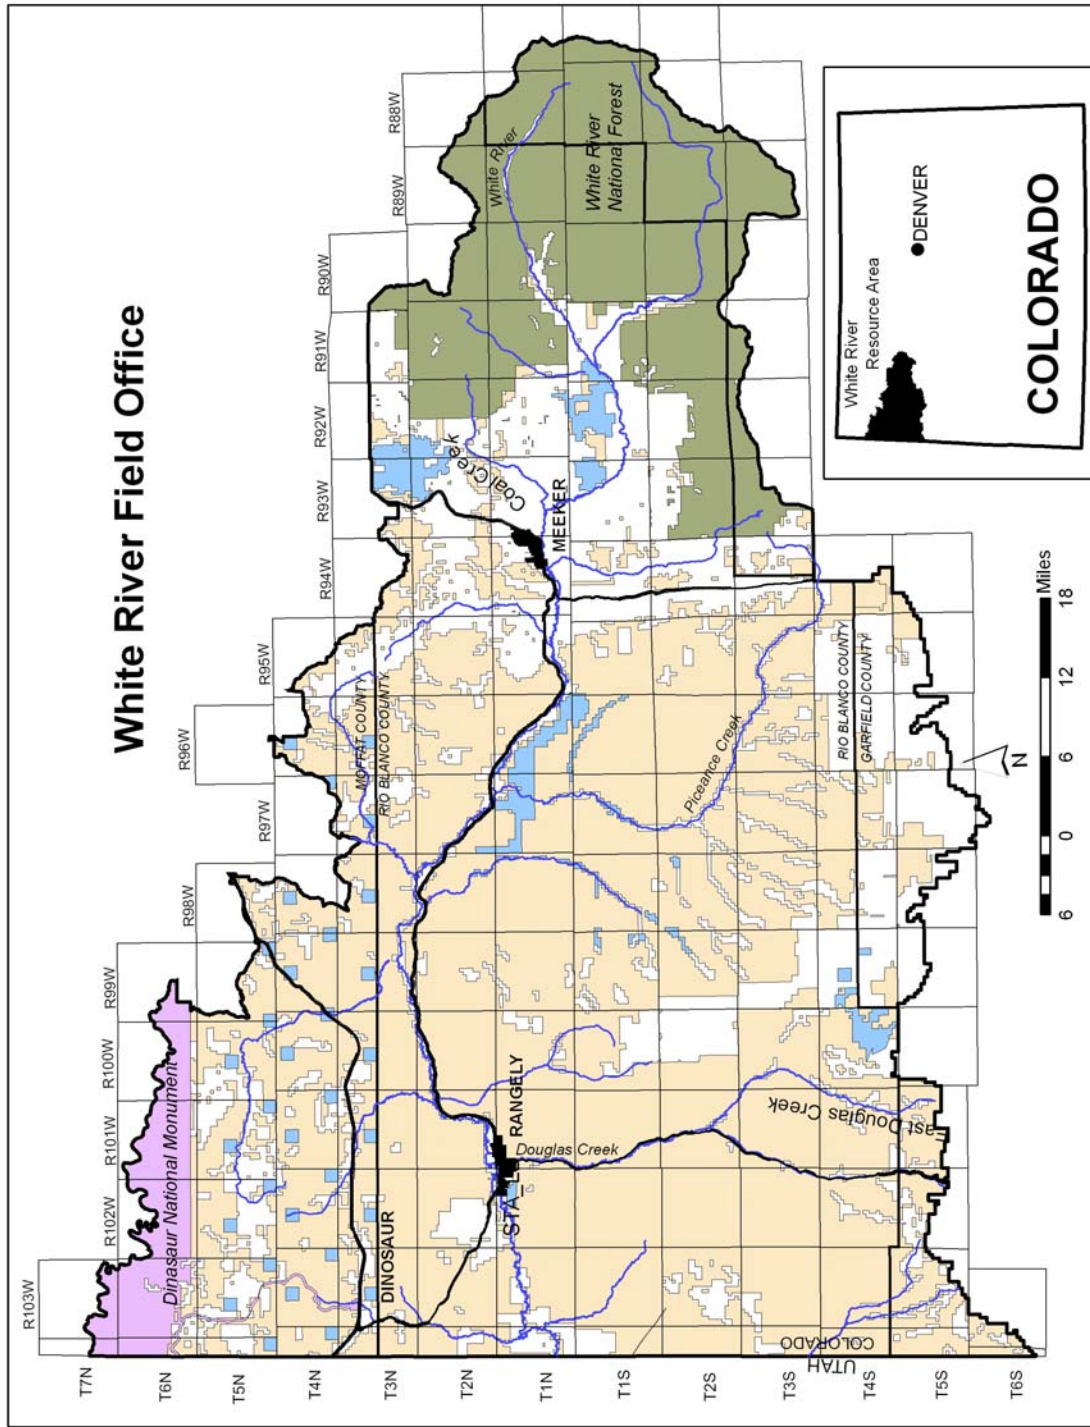 White River Field Office
R103W
R102W
R101W
R100W
R99W
R98W
R97W
R96W
R95W
R94W
R93W
R92W
R91W
R90W
R89W
R88W
T7N
T6N
T5N
T4N
T3N
T2N
T1N
T1S
T2S
T3S
T4S
T5S
T6S
Dinasaur National Monument
DINOSAUR
MOFFAT COUNTY
RIO BLANCO COUNTY
Coal Creek
White River
White River
National Forest
MEEKER
RANGELY
STA_L
Douglas Creek
East Douglas Creek
Piceance Creek
RIO BLANCO COUNTY
GARFIELD COUNTY
UTAH
COLORADO
N
6 0 6 12 18
Miles
White River
Resource Area
DENVER
COLORADO